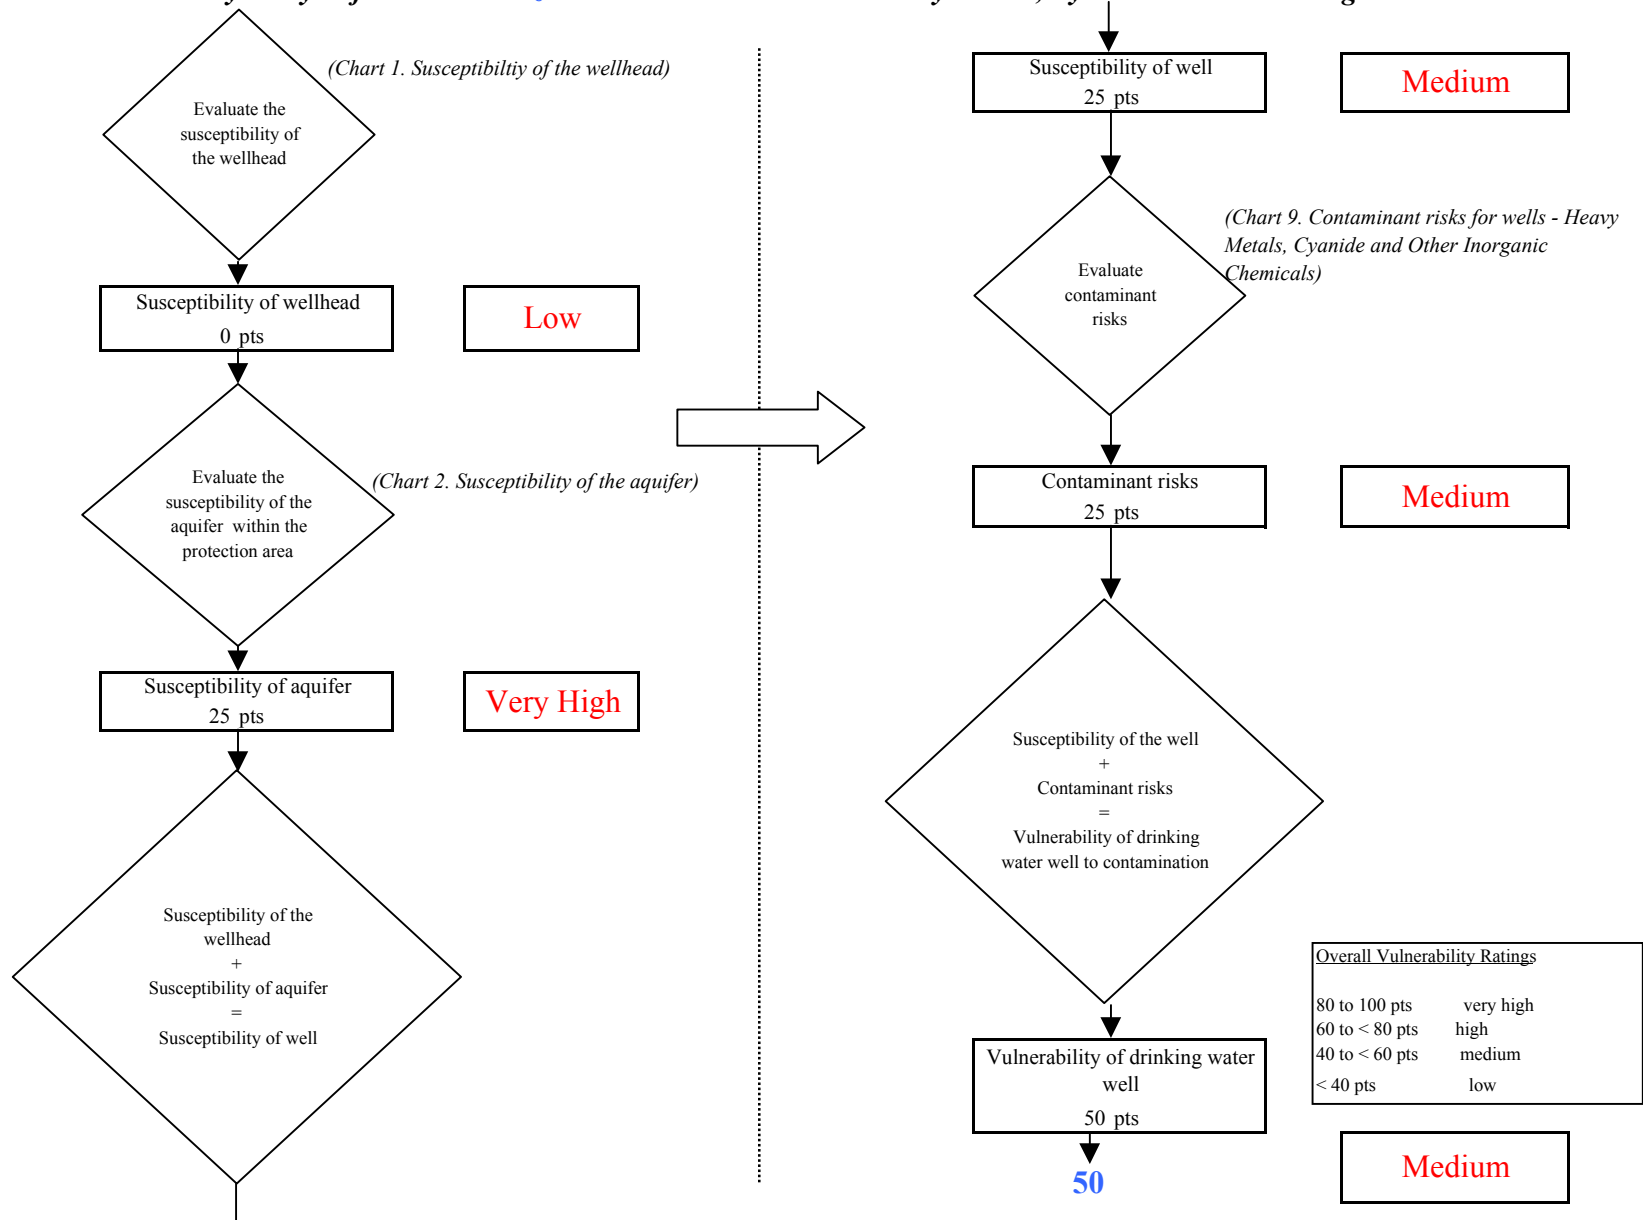 (Chart 1. Susceptibiltiy of the wellhead)
Evaluate the
susceptibility of
the wellhead
Susceptibility of wellhead
0 pts
Low
Evaluate the
susceptibility of the
aquifer within the
protection area
(Chart 2. Susceptibility of the aquifer)
Susceptibility of aquifer
25 pts
Very High
Susceptibility of the
wellhead
+
Susceptibility of aquifer
=
Susceptibility of well
Susceptibility of well
25 pts
Medium
(Chart 9. Contaminant risks for wells - Heavy
Metals, Cyanide and Other Inorganic
Chemicals)
Evaluate
contaminant
risks
Contaminant risks
25 pts
Medium
Susceptibility of the well
+
Contaminant risks
=
Vulnerability of drinking
water well to contamination
Overall Vulnerability Ratings
80 to 100 pts very high
60 to < 80 pts high
40 to < 60 pts medium
< 40 pts low
Vulnerability of drinking water
well
50 pts
50
Medium